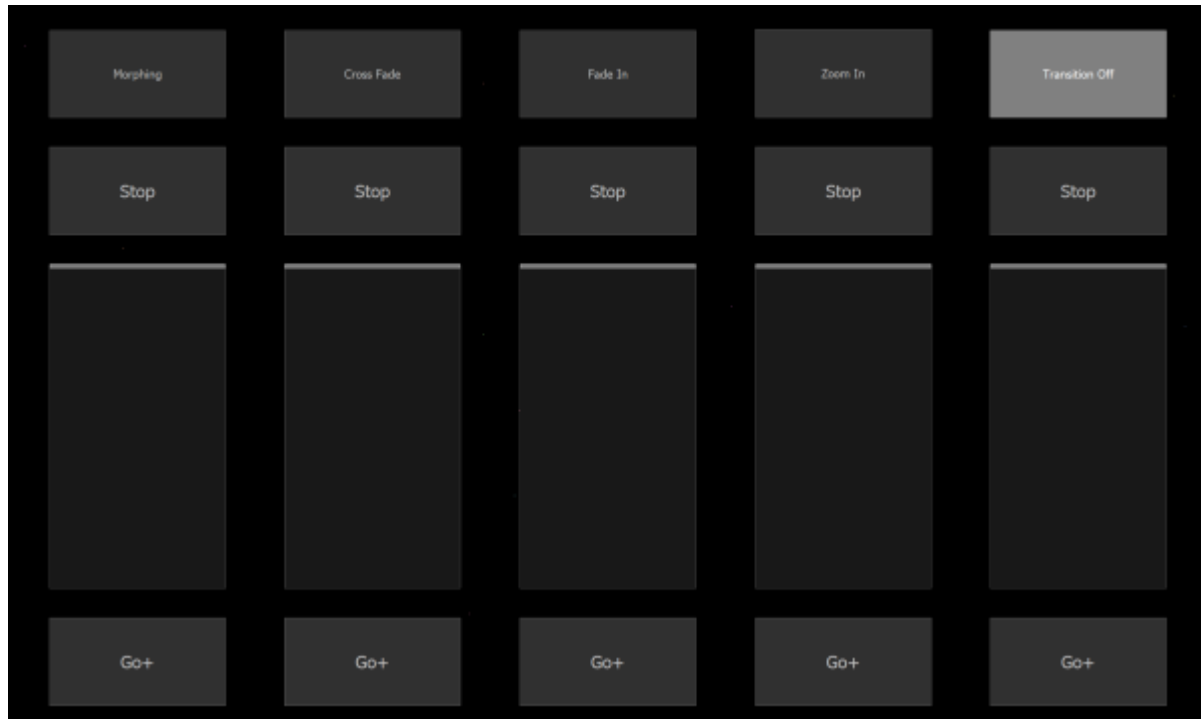 Morphing
Cross Fade
Fade In
Zoom In
Transition Off
Stop
Stop
Stop
Stop
Stop
Go+
Go+
Go+
Go+
Go+